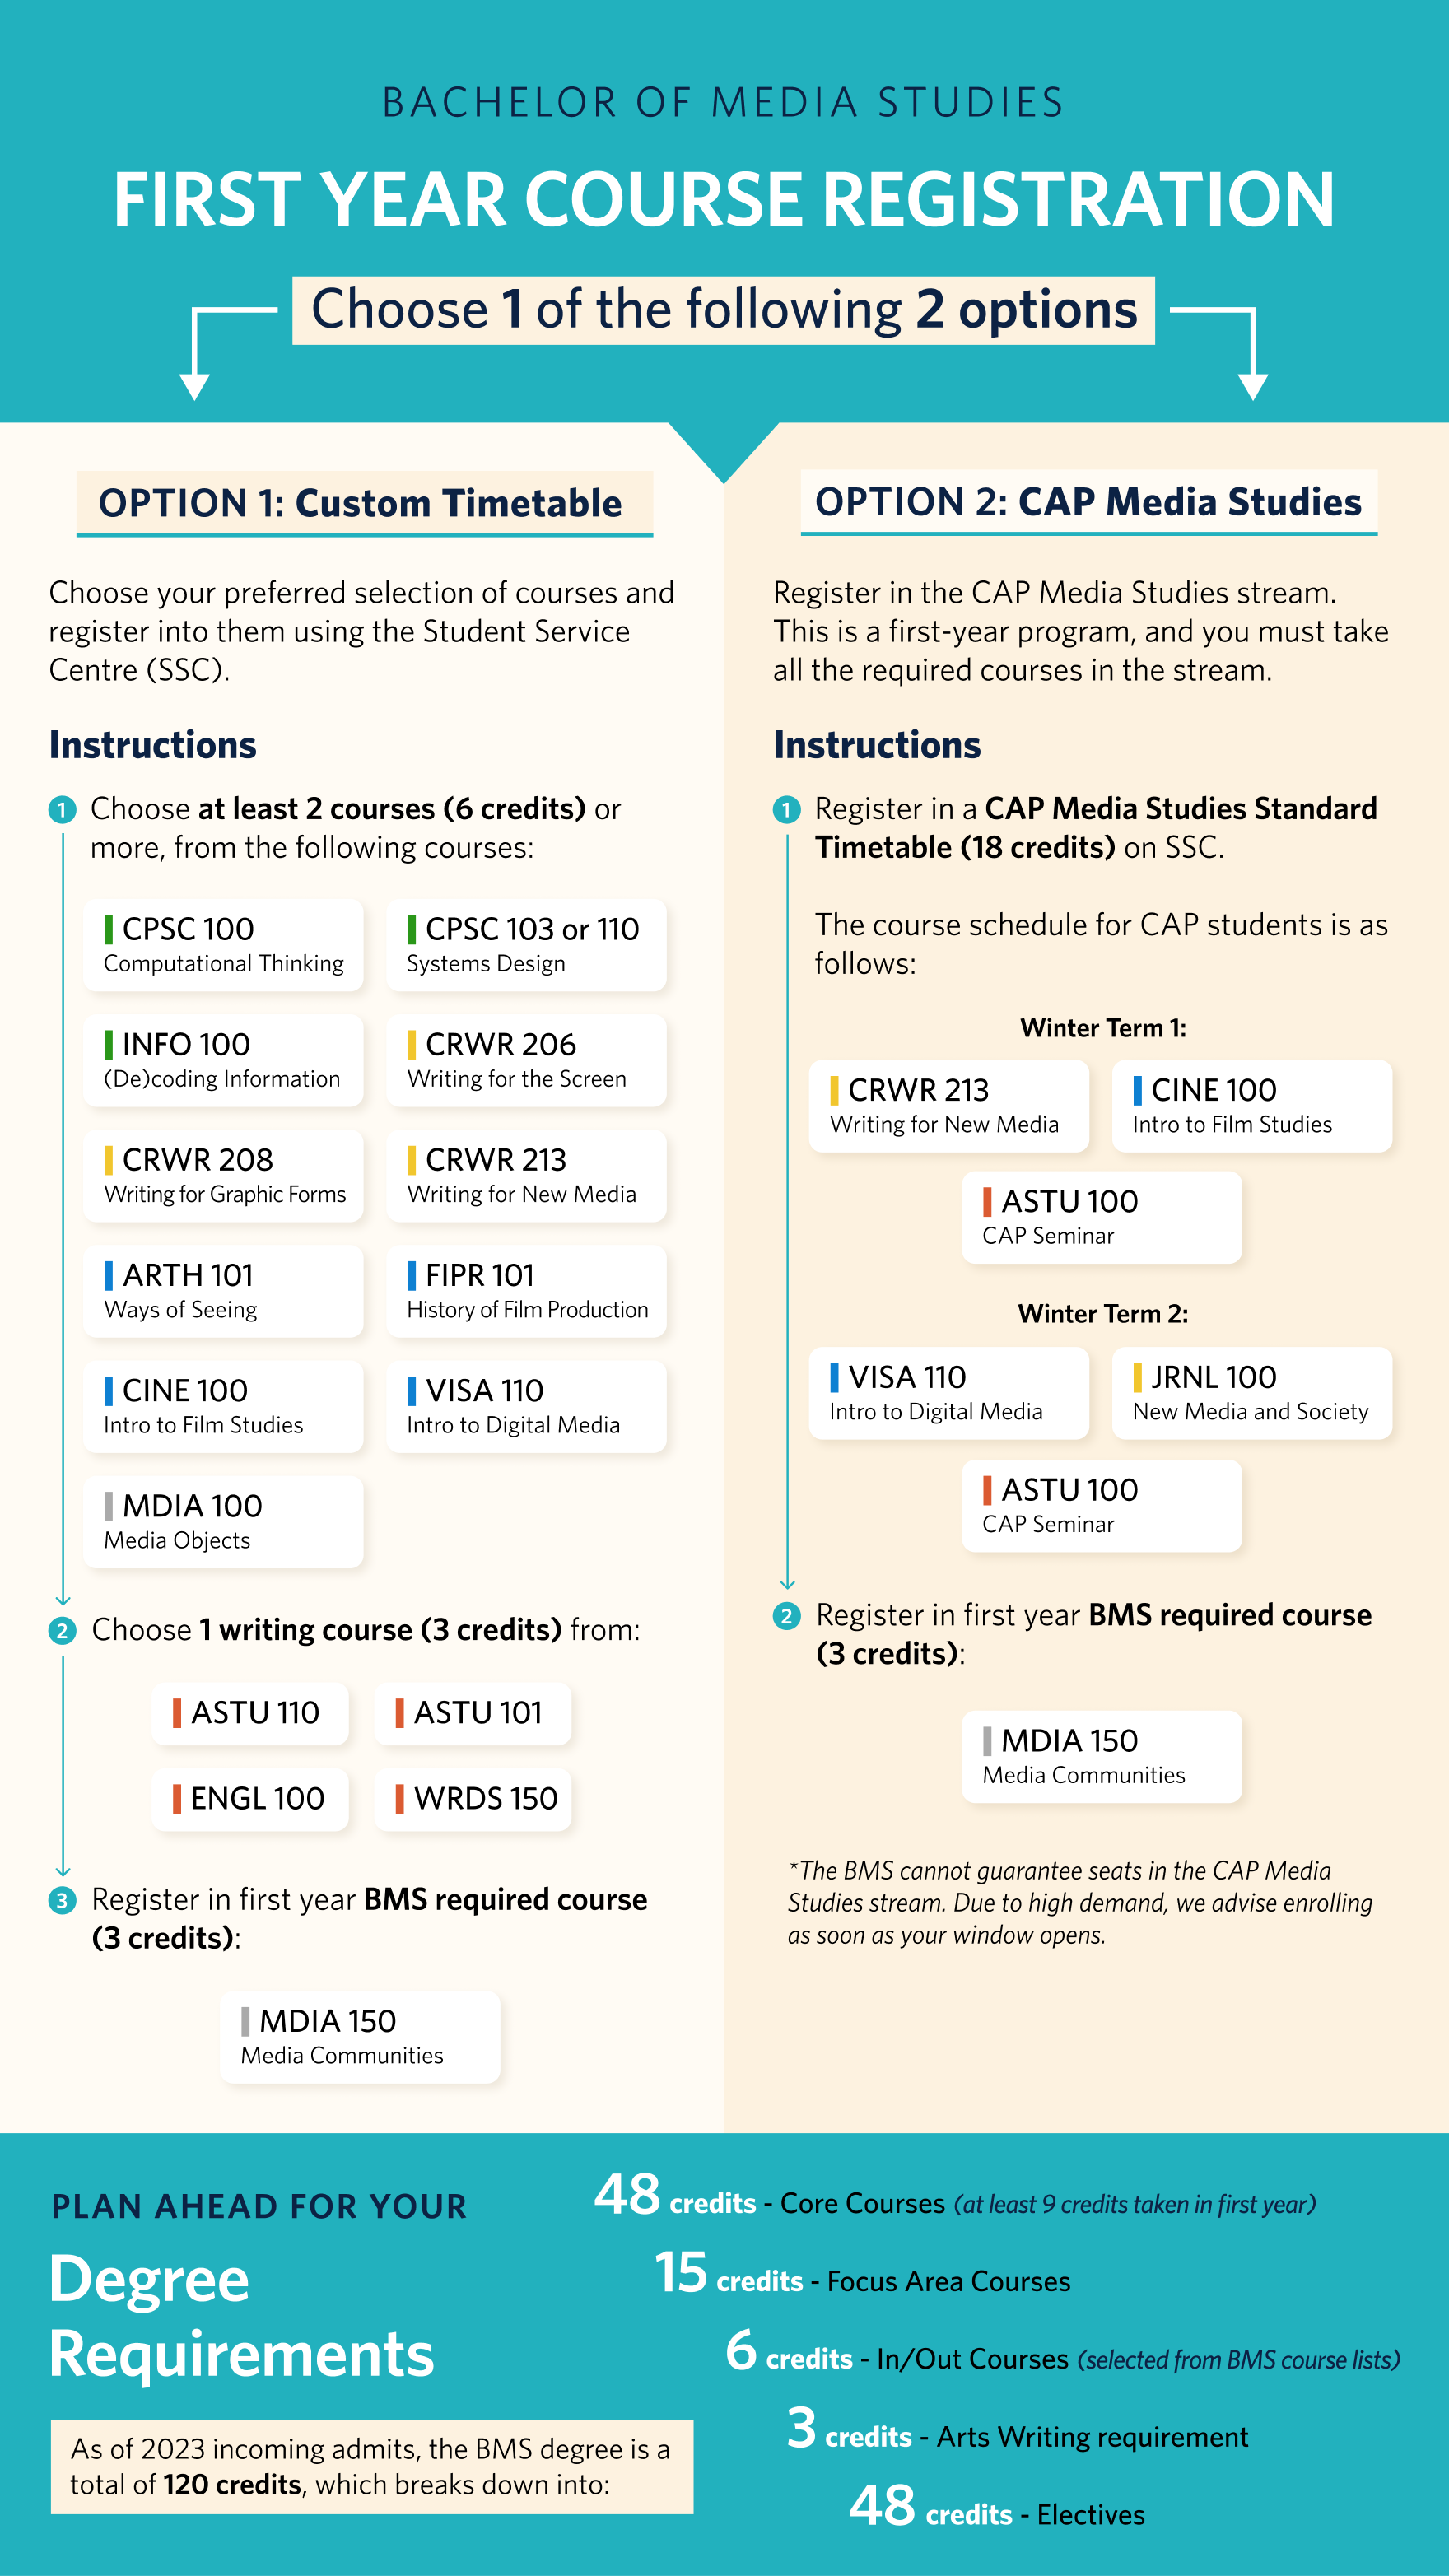 BACHELOR OF MEDIA STUDIES
FIRST YEAR COURSE REGISTRATION
Choose 1 of the following 2 options
OPTION 1: Custom Timetable
Choose your preferred selection of courses and
register into them using the Student Service
Centre (SSC).
Instructions
1 Choose at least 2 courses (6 credits) or
more, from the following courses:
CPSC 100
Computational Thinking
CPSC 103 or 110
Systems Design
INFO 100
(De)coding Information
CRWR 206
Writing for the Screen
CRWR 208
Writing for Graphic Forms
CRWR 213
Writing for New Media
ARTH 101
Ways of Seeing
FIPR 101
History of Film Production
CINE 100
Intro to Film Studies
VISA 110
Intro to Digital Media
MDIA 100
Media Objects
2 Choose 1 writing course (3 credits) from:
ASTU 110
ASTU 101
ENGL 100
WRDS 150
3 Register in first year BMS required course
(3 credits):
MDIA 150
Media Communities
OPTION 2: CAP Media Studies
Register in the CAP Media Studies stream.
This is a first-year program, and you must take
all the required courses in the stream.
Instructions
1 Register in a CAP Media Studies Standard
Timetable (18 credits) on SSC.
The course schedule for CAP students is as
follows:
Winter Term 1:
CRWR 213
Writing for New Media
CINE 100
Intro to Film Studies
ASTU 100
CAP Seminar
Winter Term 2:
VISA 110
Intro to Digital Media
JRNL 100
New Media and Society
ASTU 100
CAP Seminar
2 Register in first year BMS required course
(3 credits):
MDIA 150
Media Communities
*The BMS cannot guarantee seats in the CAP Media
Studies stream. Due to high demand, we advise enrolling
as soon as your window opens.
PLAN AHEAD FOR YOUR
Degree
Requirements
As of 2023 incoming admits, the BMS degree is a
total of 120 credits, which breaks down into:
48 credits - Core Courses (at least 9 credits taken in first year)
15 credits - Focus Area Courses
6 credits - In/Out Courses (selected from BMS course lists)
3 credits - Arts Writing requirement
48 credits - Electives